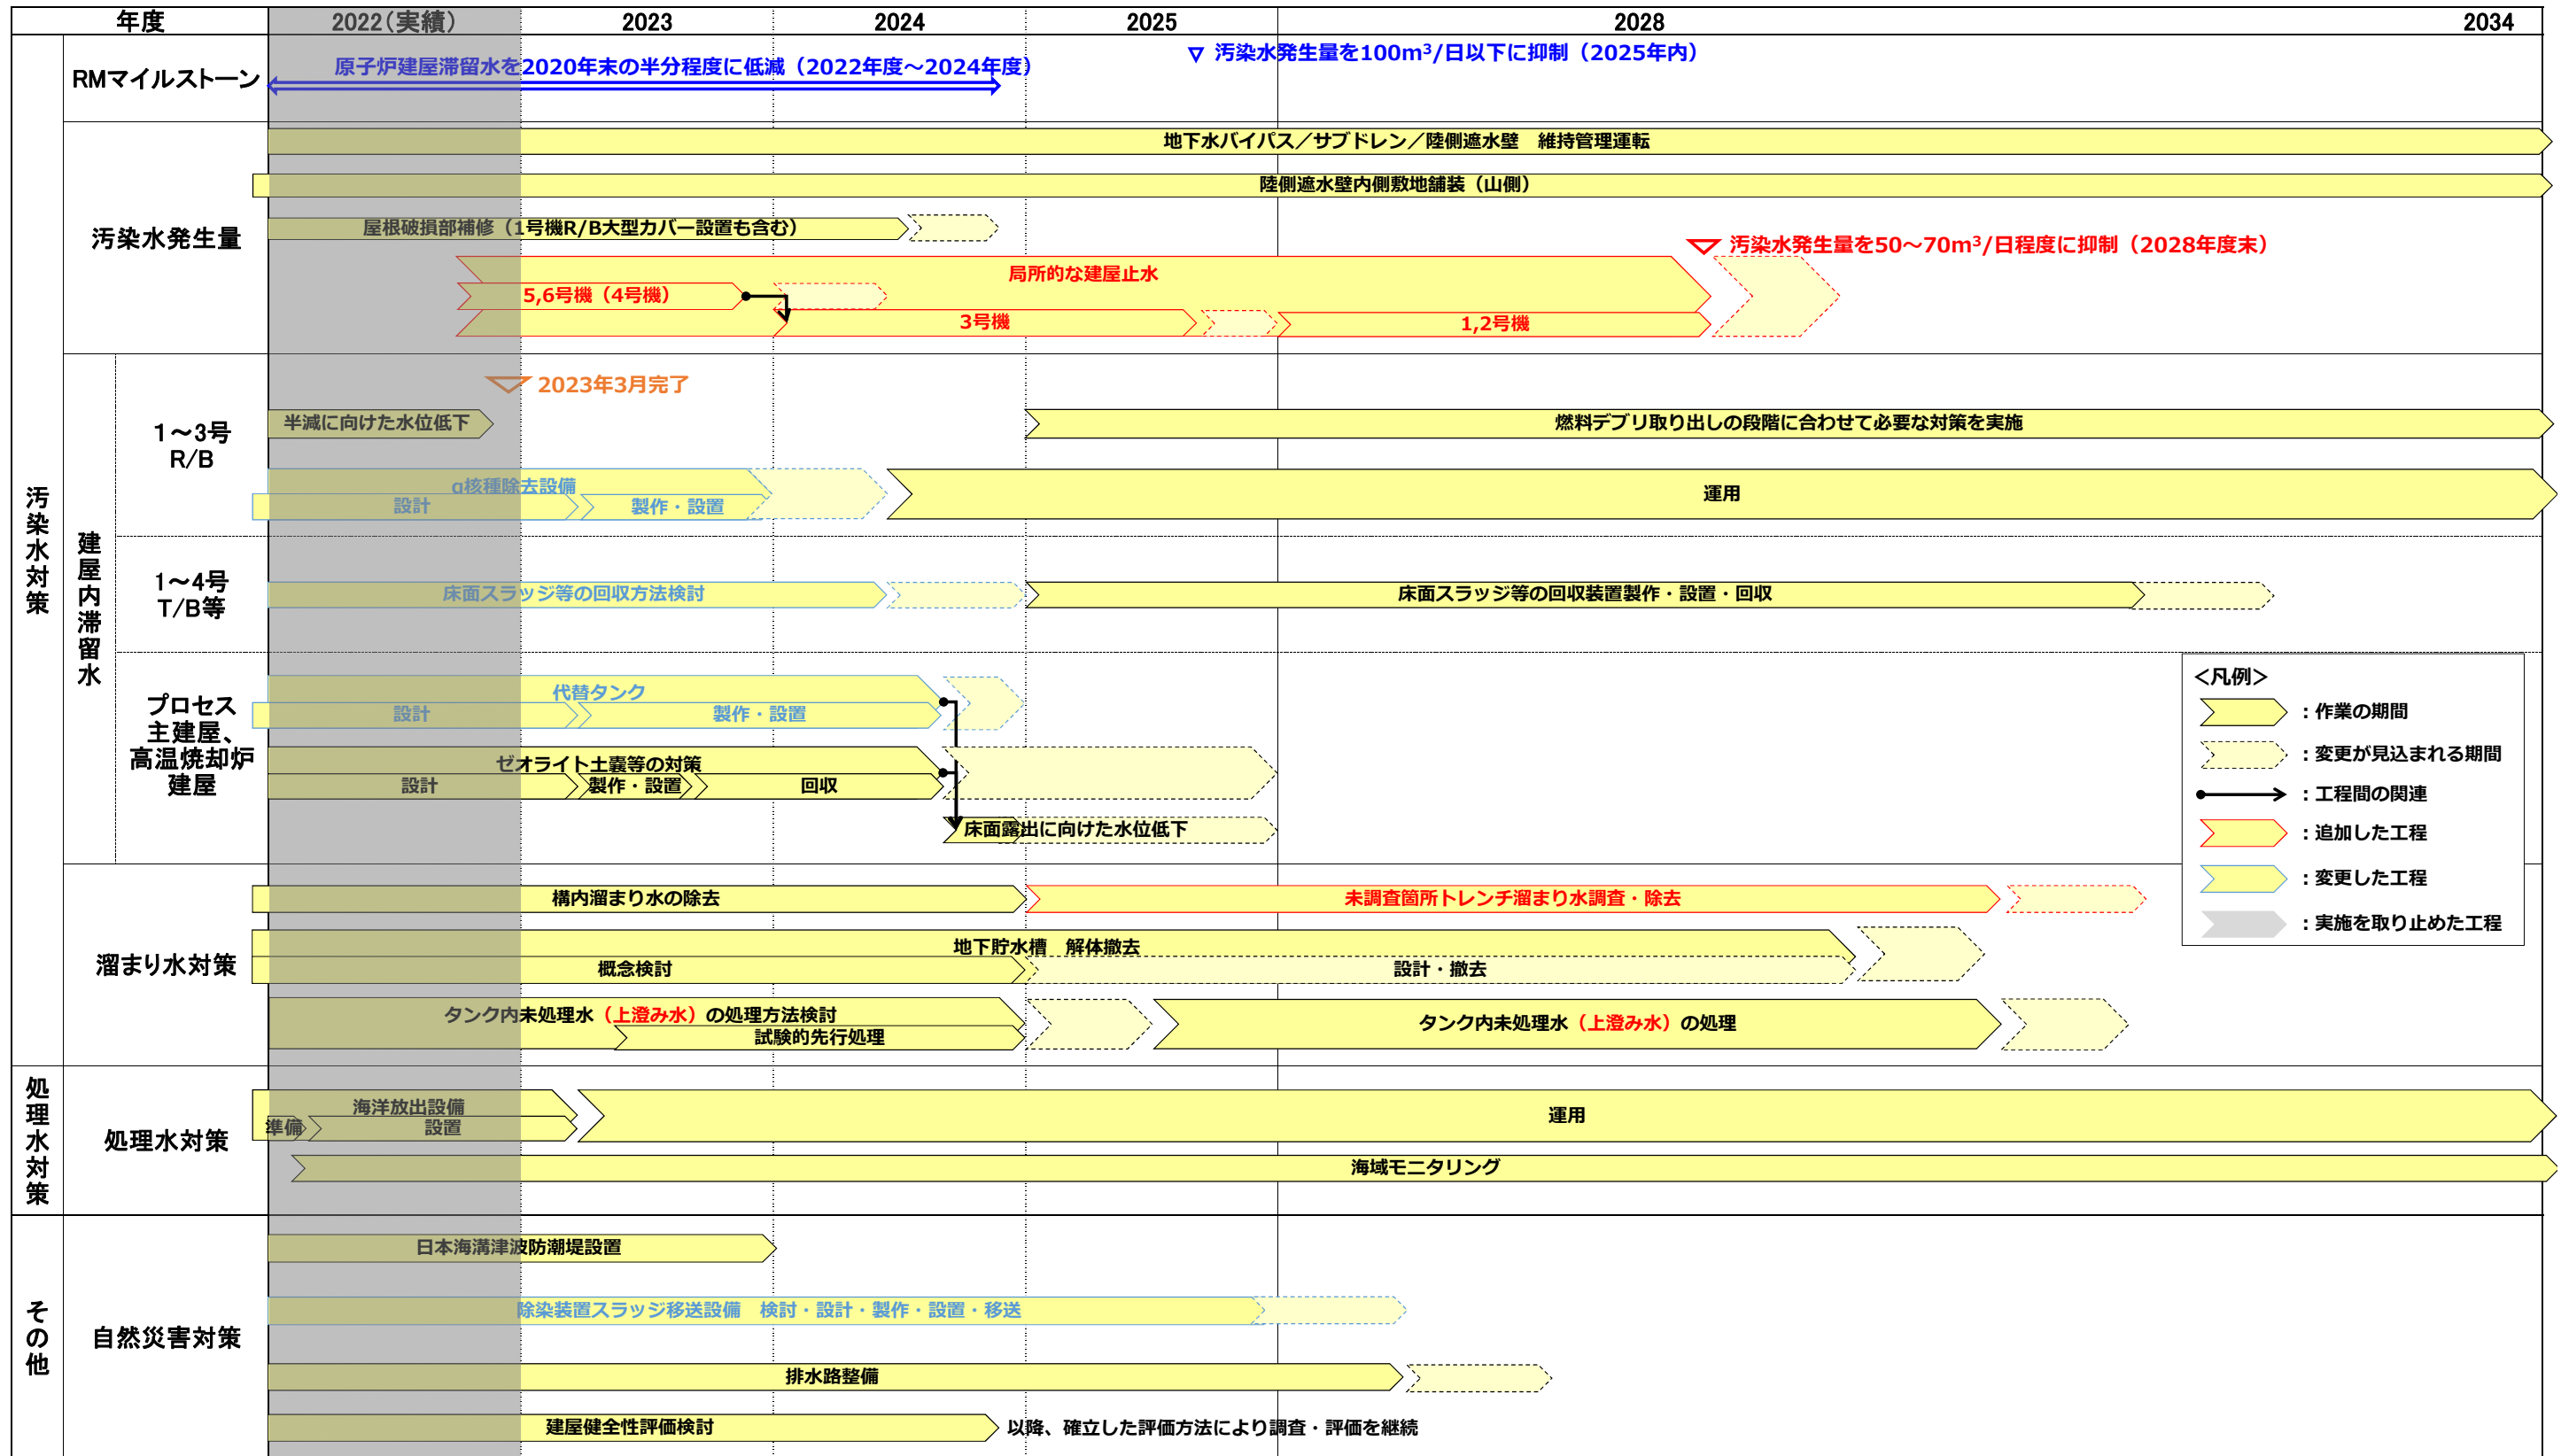 年度 2022（実績） 2023 2024 2025 2028 2034
汚染水対策
RMマイルストーン
原子炉建屋滞留水を2020年末の半分程度に低減（2022年度～2024年度）
▽ 汚染水発生量を100m³/日以下に抑制（2025年内）
汚染水発生量
地下水バイパス／サブドレン／陸側遮水壁　維持管理運転
陸側遮水壁内側敷地舗装（山側）
屋根破損部補修（1号機R/B大型カバー設置も含む）
汚染水発生量を50～70m³/日程度に抑制（2028年度末）
局所的な建屋止水
5,6号機（4号機）
3号機
1,2号機
建屋内滞留水
1～3号
R/B
2023年3月完了
半減に向けた水位低下
燃料デブリ取り出しの段階に合わせて必要な対策を実施
α核種除去設備
設計
製作・設置
運用
1～4号
T/B等
床面スラッジ等の回収方法検討
床面スラッジ等の回収装置製作・設置・回収
プロセス
主建屋、
高温焼却炉
建屋
代替タンク
設計
製作・設置
ゼオライト土嚢等の対策
設計
製作・設置
回収
床面露出に向けた水位低下
＜凡例＞
：作業の期間
：変更が見込まれる期間
：工程間の関連
：追加した工程
：変更した工程
：実施を取り止めた工程
溜まり水対策
構内溜まり水の除去
未調査箇所トレンチ溜まり水調査・除去
地下貯水槽　解体撤去
概念検討
設計・撤去
タンク内未処理水（上澄み水）の処理方法検討
試験的先行処理
タンク内未処理水（上澄み水）の処理
処理水対策
処理水対策
海洋放出設備
準備
設置
運用
海域モニタリング
その他
自然災害対策
日本海溝津波防潮堤設置
除染装置スラッジ移送設備　検討・設計・製作・設置・移送
排水路整備
建屋健全性評価検討
以降、確立した評価方法により調査・評価を継続